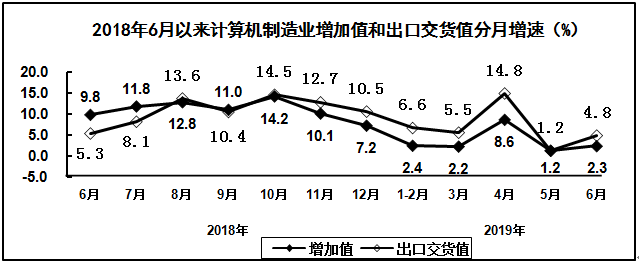 2018年6月以来计算机制造业增加值和出口交货值分月增速（%）
20.0
15.0
10.0
5.0
0.0
-5.0
9.8 11.8 13.6 11.0 14.5 12.7 10.5 6.6 5.5 14.8 1.2 4.8
5.3 8.1 12.8 10.4 14.2 10.1 7.2 2.4 2.2 8.6 1.2 2.3
6月 7月 8月 9月 10月 11月 12月 1-2月 3月 4月 5月 6月
2018年 2019年
增加值 出口交货值